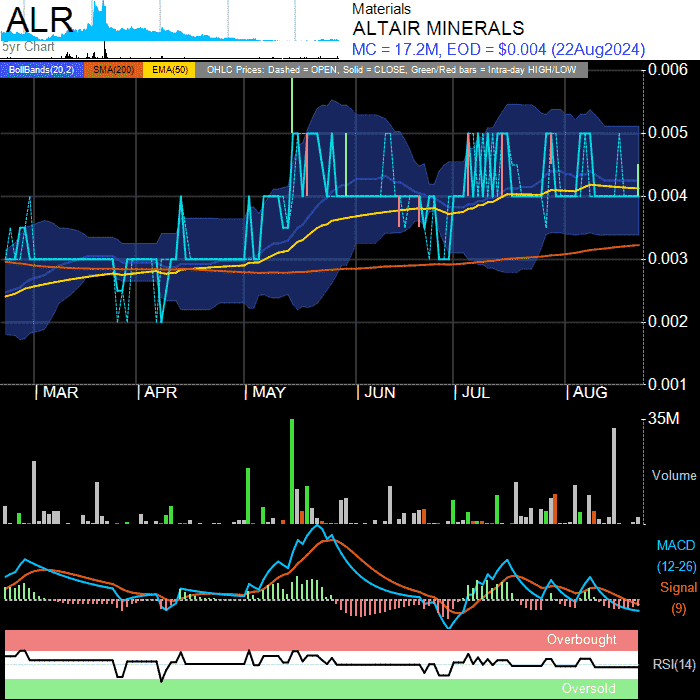 ALR
5yr Chart
Materials
ALTAIR MINERALS
MC = 17.2M, EOD = $0.004 (22Aug2024)
BollBands(20,2) SMA(200) EMA(50) OHLC Prices: Dashed = OPEN, Solid = CLOSE, Green/Red bars = Intra-day HIGH/LOW
0.006
0.005
0.004
0.003
0.002
0.001
| MAR | APR | MAY | JUN | JUL | AUG
35M
Volume
MACD
(12-26)
Signal
(9)
Overbought
RSI(14)
Oversold